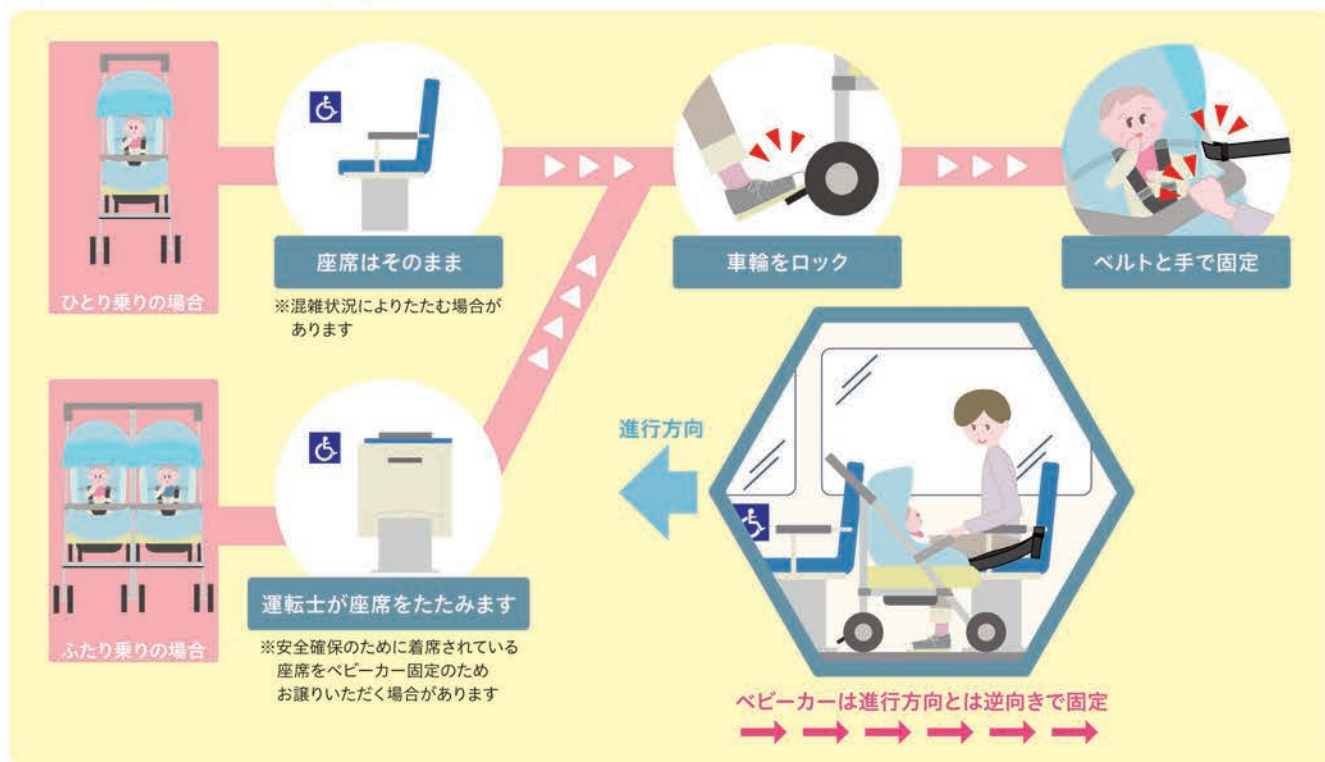 ひとり乗りの場合
座席はそのまま
※混雑状況によりたたむ場合が
あります
車輪をロック
ベルトと手で固定
ふたり乗りの場合
運転士が座席をたたみます
※安全確保のために着席されている
座席をベビーカー固定のため
お譲りいただく場合があります
進行方向
ベビーカーは進行方向とは逆向きで固定